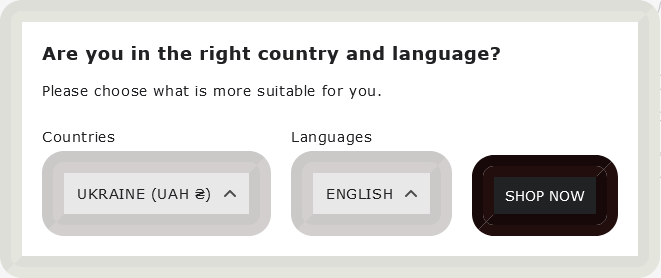 Are you in the right country and language?
Please choose what is more suitable for you.
Countries
Languages
UKRAINE (UAH ₴)
ENGLISH
SHOP NOW